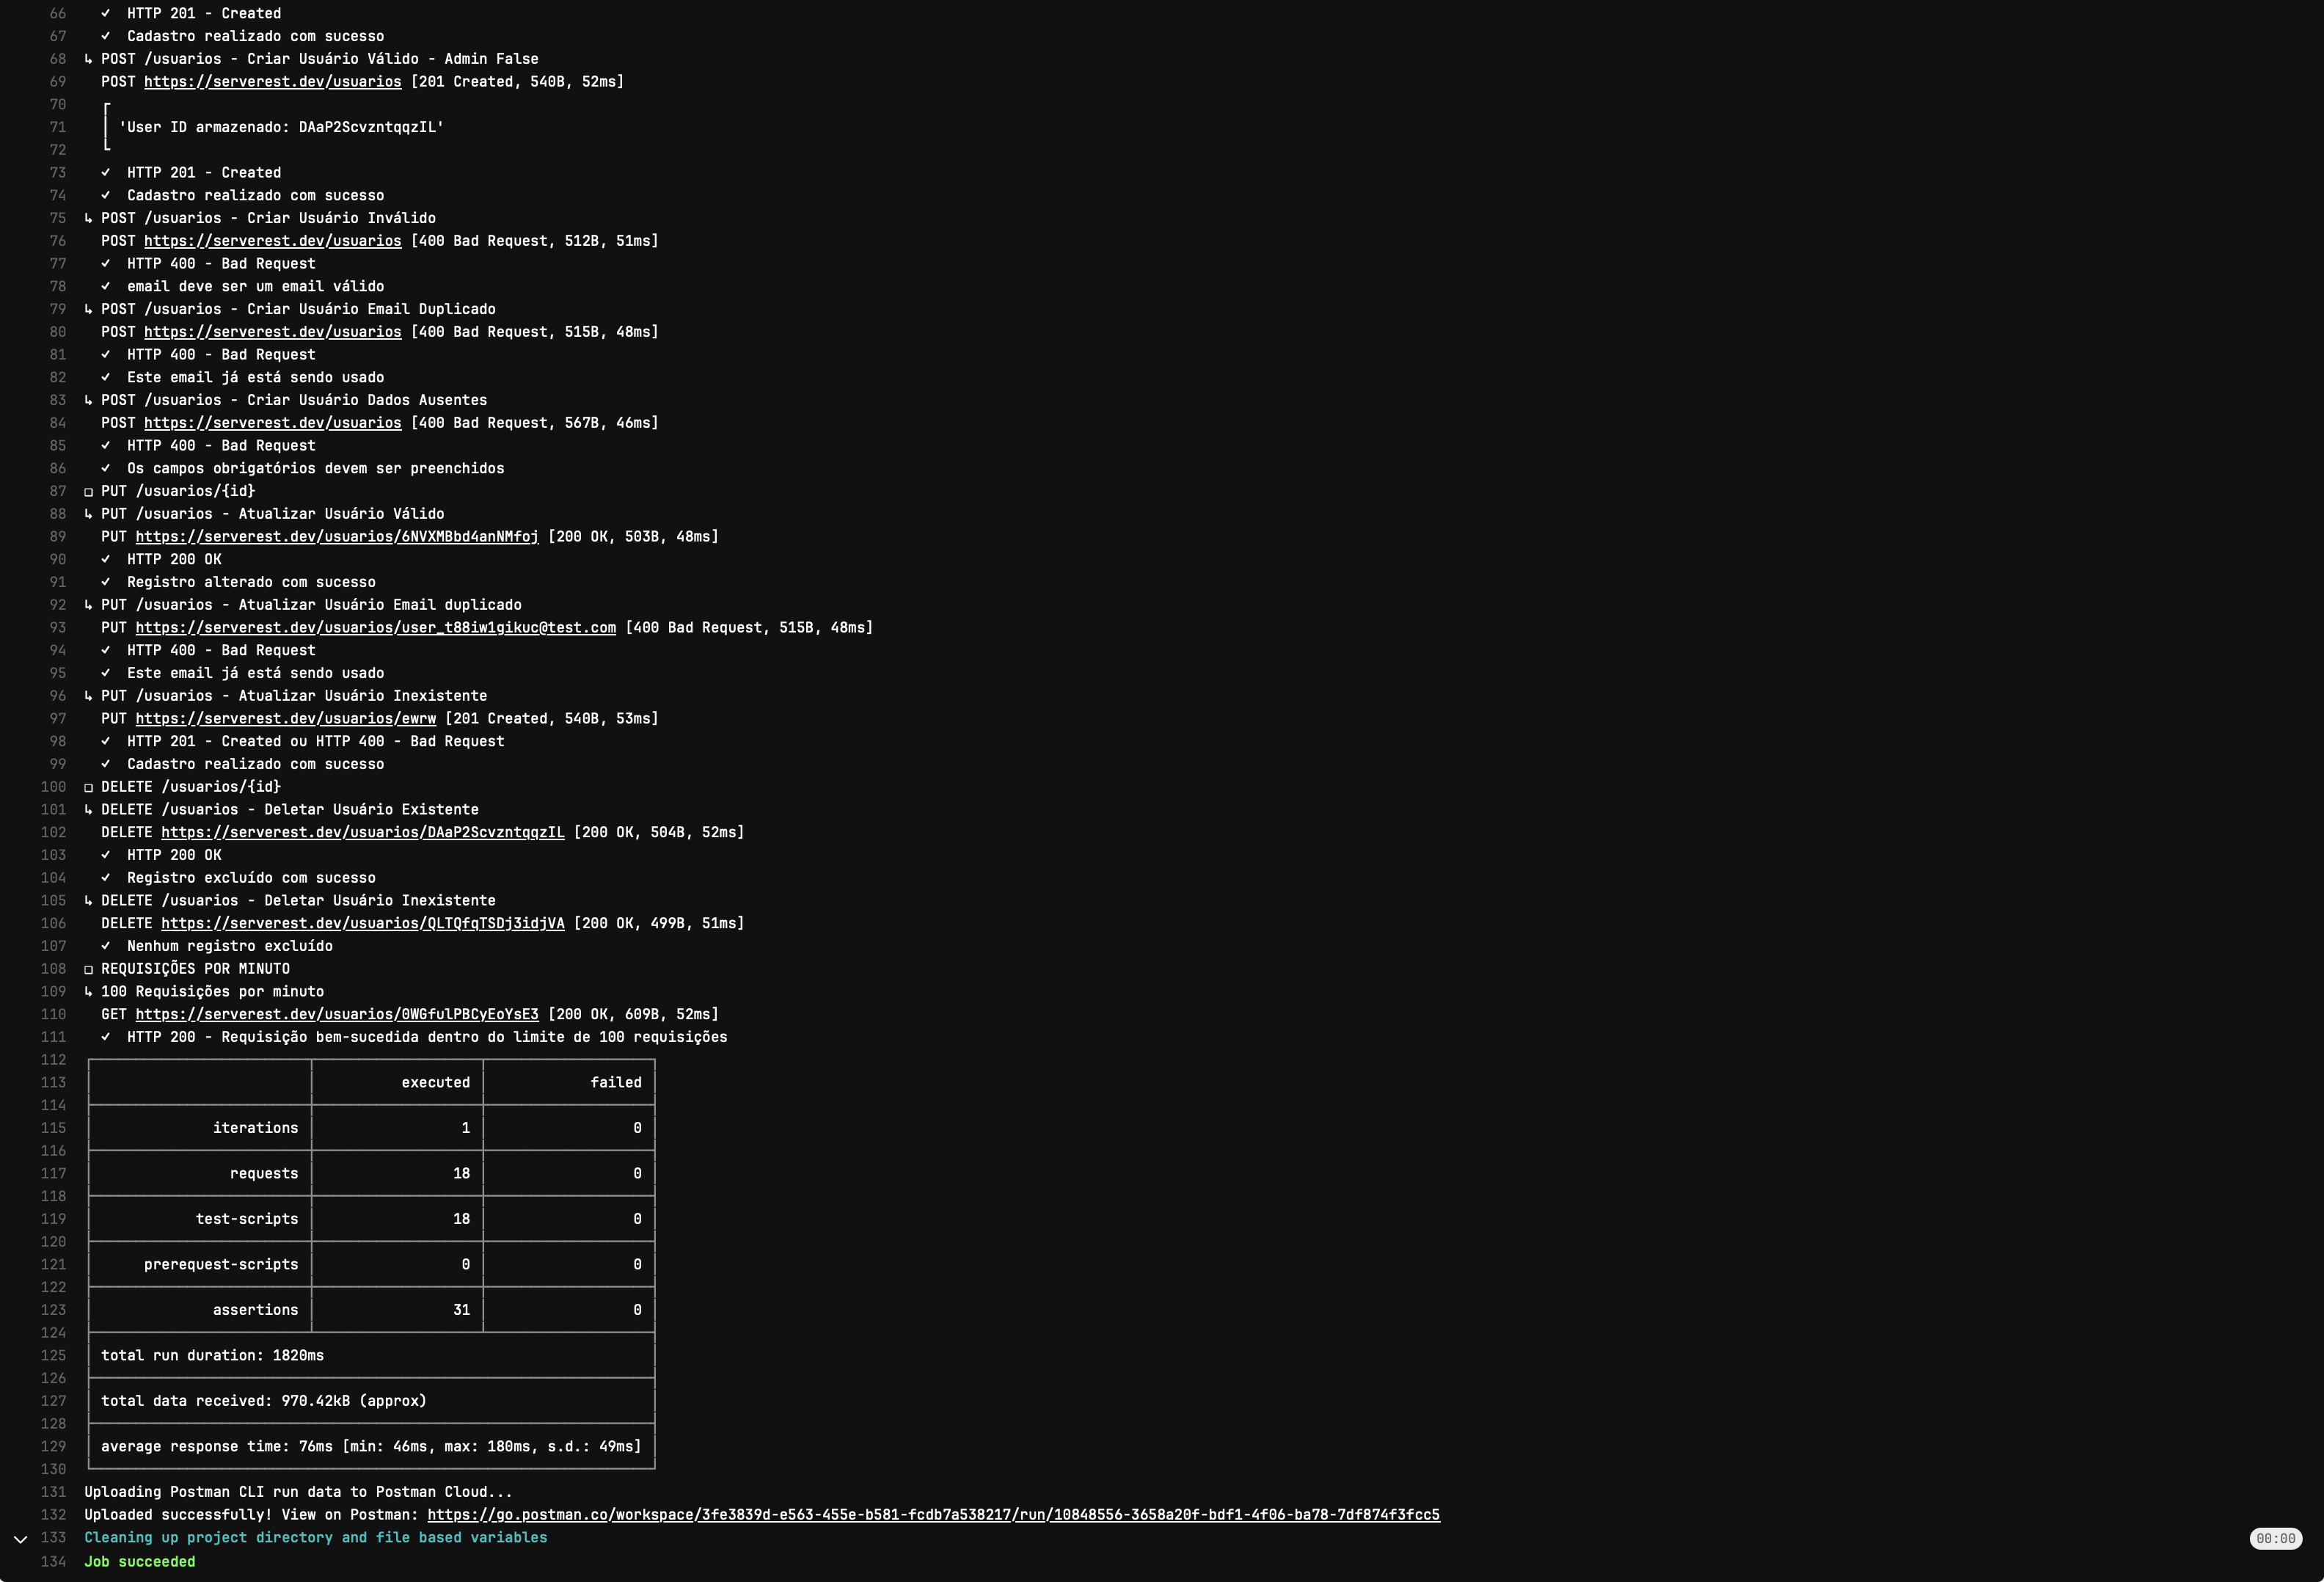 66 ✓ HTTP 201 - Created
67 ✓ Cadastro realizado com sucesso
68 ↳ POST /usuarios - Criar Usuário Válido - Admin False
69 POST https://serverest.dev/usuarios [201 Created, 540B, 52ms]
70 ┌
71 │ 'User ID armazenado: DAaP2ScvzntqqzIL'
72 └
73 ✓ HTTP 201 - Created
74 ✓ Cadastro realizado com sucesso
75 ↳ POST /usuarios - Criar Usuário Inválido
76 POST https://serverest.dev/usuarios [400 Bad Request, 512B, 51ms]
77 ✓ HTTP 400 - Bad Request
78 ✓ email deve ser um email válido
79 ↳ POST /usuarios - Criar Usuário Email Duplicado
80 POST https://serverest.dev/usuarios [400 Bad Request, 515B, 48ms]
81 ✓ HTTP 400 - Bad Request
82 ✓ Este email já está sendo usado
83 ↳ POST /usuarios - Criar Usuário Dados Ausentes
84 POST https://serverest.dev/usuarios [400 Bad Request, 567B, 46ms]
85 ✓ HTTP 400 - Bad Request
86 ✓ Os campos obrigatórios devem ser preenchidos
87 □ PUT /usuarios/{id}
88 ↳ PUT /usuarios - Atualizar Usuário Válido
89 PUT https://serverest.dev/usuarios/6NVXMBbd4anNMfoj [200 OK, 503B, 48ms]
90 ✓ HTTP 200 OK
91 ✓ Registro alterado com sucesso
92 ↳ PUT /usuarios - Atualizar Usuário Email duplicado
93 PUT https://serverest.dev/usuarios/user_t88iw1gikuc@test.com [400 Bad Request, 515B, 48ms]
94 ✓ HTTP 400 - Bad Request
95 ✓ Este email já está sendo usado
96 ↳ PUT /usuarios - Atualizar Usuário Inexistente
97 PUT https://serverest.dev/usuarios/ewrw [201 Created, 540B, 53ms]
98 ✓ HTTP 201 - Created ou HTTP 400 - Bad Request
99 ✓ Cadastro realizado com sucesso
100 □ DELETE /usuarios/{id}
101 ↳ DELETE /usuarios - Deletar Usuário Existente
102 DELETE https://serverest.dev/usuarios/DAaP2ScvzntqqzIL [200 OK, 504B, 52ms]
103 ✓ HTTP 200 OK
104 ✓ Registro excluído com sucesso
105 ↳ DELETE /usuarios - Deletar Usuário Inexistente
106 DELETE https://serverest.dev/usuarios/QLTQfqTSDj3idjVA [200 OK, 499B, 51ms]
107 ✓ Nenhum registro excluído
108 □ REQUISIÇÕES POR MINUTO
109 ↳ 100 Requisições por minuto
110 GET https://serverest.dev/usuarios/0WGfulPBCyEoYsE3 [200 OK, 609B, 52ms]
111 ✓ HTTP 200 - Requisição bem-sucedida dentro do limite de 100 requisições
112
113 executed failed
114
115 iterations 1 0
116
117 requests 18 0
118
119 test-scripts 18 0
120
121 prerequest-scripts 0 0
122
123 assertions 31 0
124
125 total run duration: 1820ms
126
127 total data received: 970.42kB (approx)
128
129 average response time: 76ms [min: 46ms, max: 180ms, s.d.: 49ms]
130
131 Uploading Postman CLI run data to Postman Cloud...
132 Uploaded successfully! View on Postman: https://go.postman.co/workspace/3fe3839d-e563-455e-b581-fcdb7a538217/run/10848556-3658a20f-bdf1-4f06-ba78-7df874f3fcc5
133 Cleaning up project directory and file based variables 00:00
134 Job succeeded